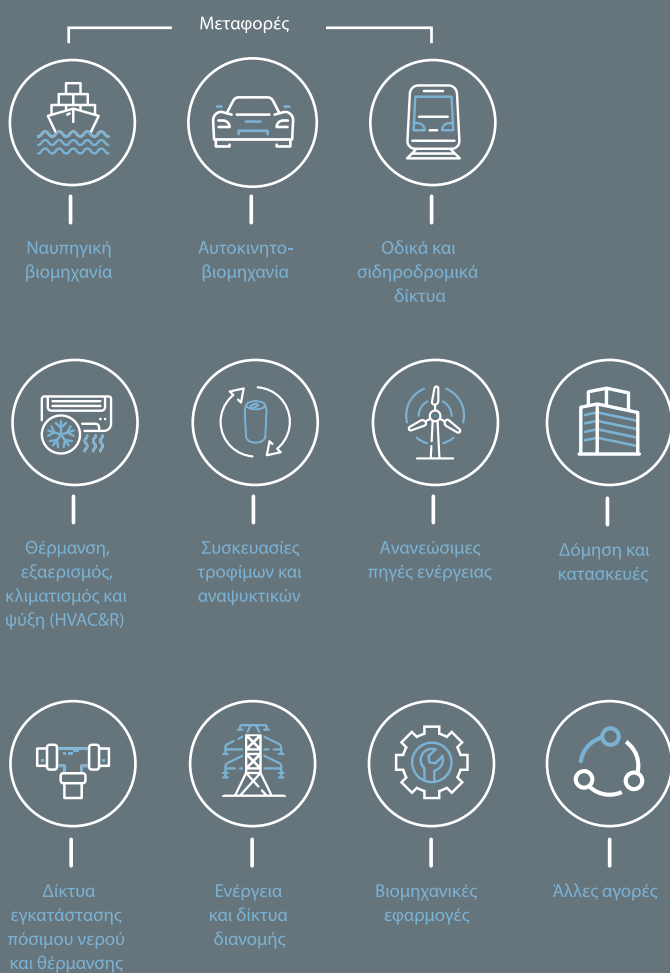 Μεταφορές
Ναυπηγική
βιομηχανία
Αυτοκινητο-
βιομηχανία
Οδικά και
σιδηροδρομικά
δίκτυα
Θέρμανση,
εξαερισμός,
κλιματισμός και
ψύξη (HVAC&R)
Συσκευασίες
τροφίμων και
αναψυκτικών
Ανανεώσιμες
πηγές ενέργειας
Δόμηση και
κατασκευές
Δίκτυα
εγκατάστασης
πόσιμου νερού
και θέρμανσης
Ενέργεια
και δίκτυα
διανομής
Βιομηχανικές
εφαρμογές
Άλλες αγορές